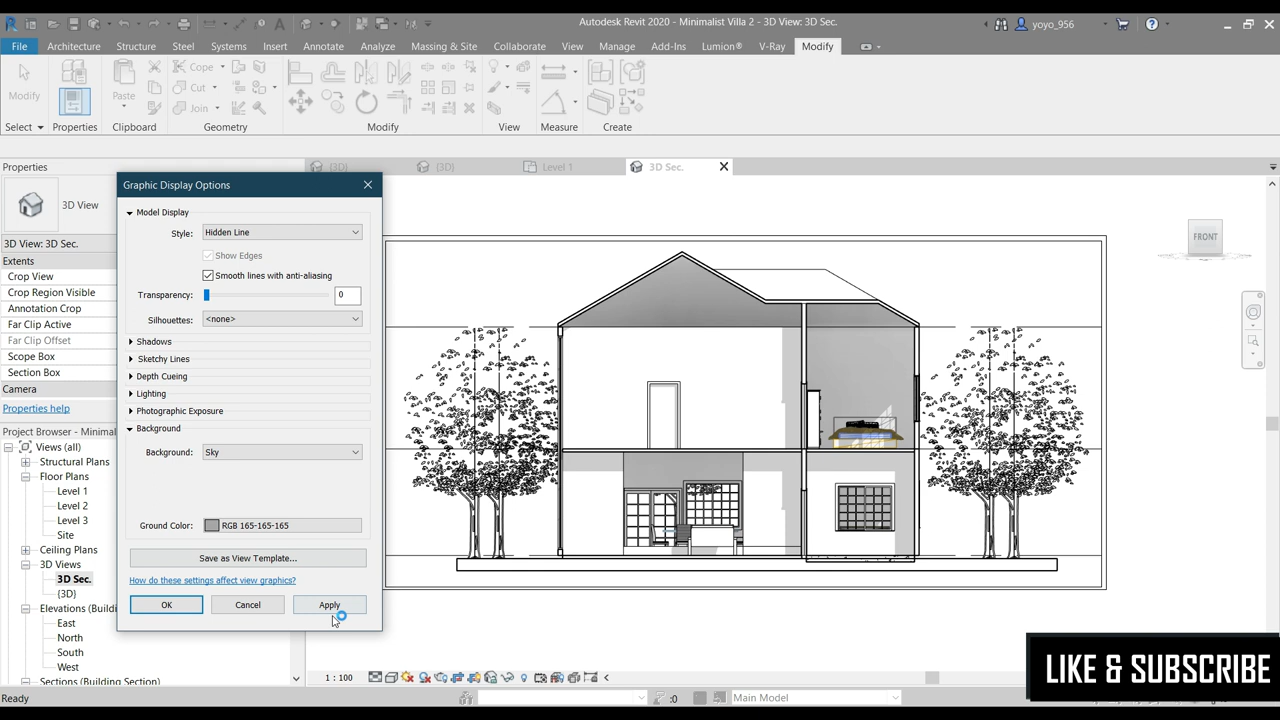 Autodesk Revit 2020 - Minimalist Villa 2 - 3D View: 3D Sec.
yoyo_956
File Architecture Structure Steel Systems Insert Annotate Analyze Massing & Site Collaborate View Manage Add-Ins Lumion® V-Ray Modify
Cope
Cut
Join
Modify
Paste
Select Properties Clipboard Geometry Modify View Measure Create
Properties
{3D}
{3D}
Level 1
3D Sec.
3D View
3D View: 3D Sec.
Extents
Crop View
Crop Region Visible
Annotation Crop
Far Clip Active
Far Clip Offset
Scope Box
Section Box
Camera
Properties help
Project Browser - Minimal
Views (all)
Structural Plans
Floor Plans
Level 1
Level 2
Level 3
Site
Ceiling Plans
3D Views
3D Sec.
{3D}
Elevations (Buildi
East
North
South
West
Sections (Building Section)
Graphic Display Options
Model Display
Style: Hidden Line
Show Edges
Smooth lines with anti-aliasing
Transparency: 0
Silhouettes: <none>
Shadows
Sketchy Lines
Depth Cueing
Lighting
Photographic Exposure
Background
Background: Sky
Ground Color: RGB 165-165-165
Save as View Template...
How do these settings affect view graphics?
OK Cancel Apply
FRONT
1 : 100
Ready
:0
Main Model
LIKE & SUBSCRIBE